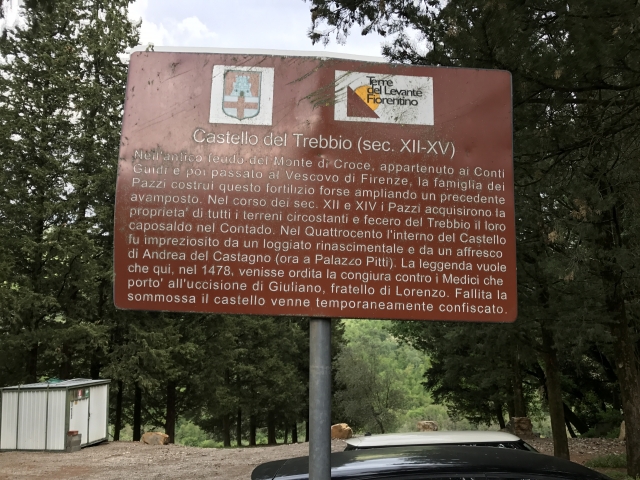 Terre
del Levante
Fiorentino
Castello del Trebbio (sec. XII-XV)
Nell'antico feudo del Monte di Croce, appartenuto ai Conti
Guidi e poi passato al Vescovo di Firenze, la famiglia dei
Pazzi costruì questo fortilizio forse ampliando un precedente
avamposto. Nel corso dei sec. XII e XIV i Pazzi acquisirono la
proprieta' di tutti i terreni circostanti e fecero del Trebbio il loro
caposaldo nel Contado. Nel Quattrocento l'interno del Castello
fu impreziosito da un loggiato rinascimentale e da un affresco
di Andrea del Castagno (ora a Palazzo Pitti). La leggenda vuole
che qui, nel 1478, venisse ordita la congiura contro i Medici che
porto' all'uccisione di Giuliano, fratello di Lorenzo. Fallita la
sommossa il castello venne temporaneamente confiscato.